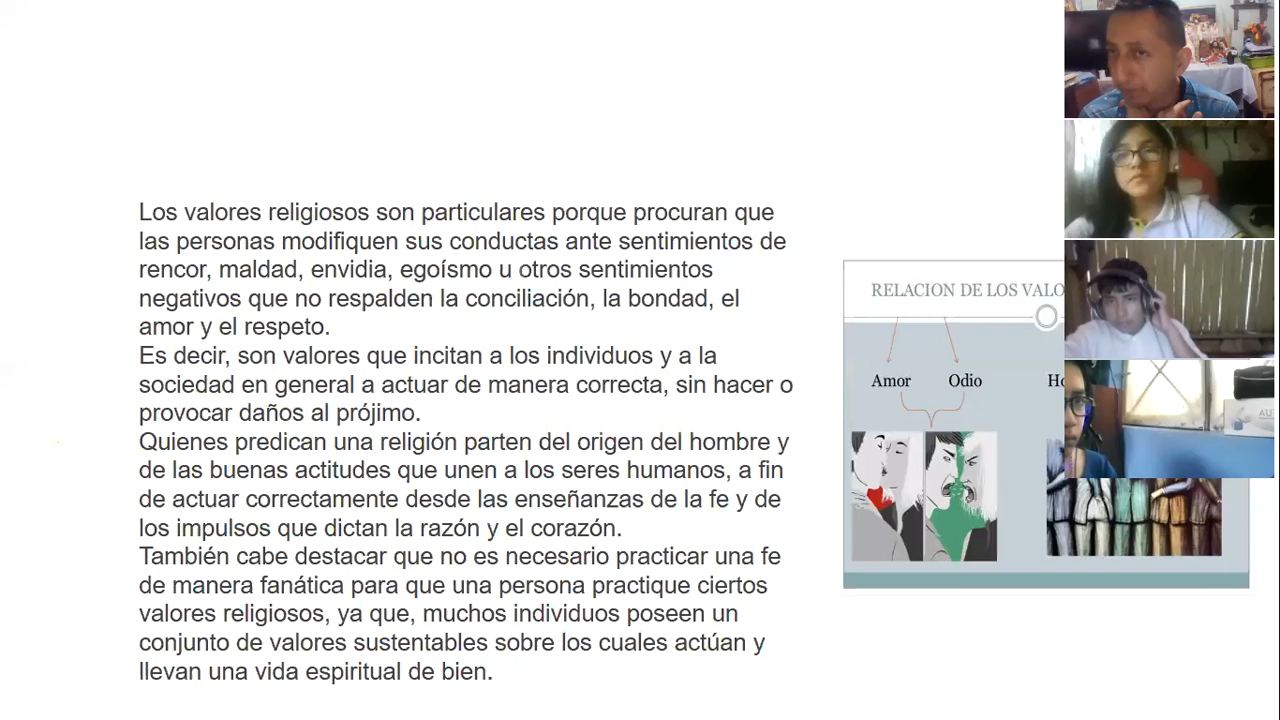 Los valores religiosos son particulares porque procuran que
las personas modifiquen sus conductas ante sentimientos de
rencor, maldad, envidia, egoísmo u otros sentimientos
negativos que no respalden la conciliación, la bondad, el
amor y el respeto.
Es decir, son valores que incitan a los individuos y a la
sociedad en general a actuar de manera correcta, sin hacer o
provocar daños al prójimo.
Quienes predican una religión parten del origen del hombre y
de las buenas actitudes que unen a los seres humanos, a fin
de actuar correctamente desde las enseñanzas de la fe y de
los impulsos que dictan la razón y el corazón.
También cabe destacar que no es necesario practicar una fe
de manera fanática para que una persona practique ciertos
valores religiosos, ya que, muchos individuos poseen un
conjunto de valores sustentables sobre los cuales actúan y
llevan una vida espiritual de bien.
RELACION DE LOS VALO
Amor Odio